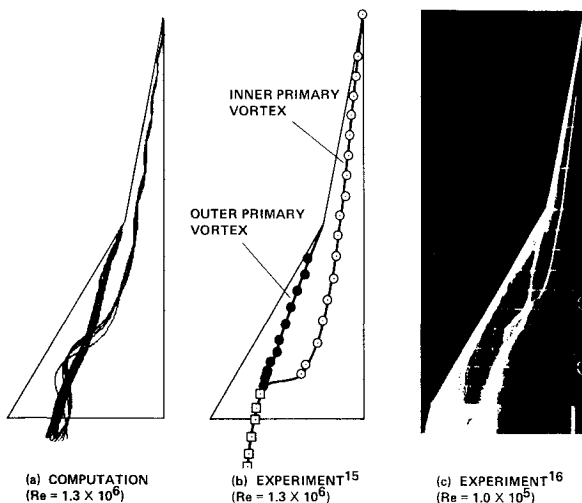 INNER PRIMARY
VORTEX
OUTER PRIMARY
VORTEX
(a) COMPUTATION
(Re = 1.3 X 10⁶)
(b) EXPERIMENT¹⁵
(Re = 1.3 X 10⁶)
(c) EXPERIMENT¹⁶
(Re = 1.0 X 10⁵)